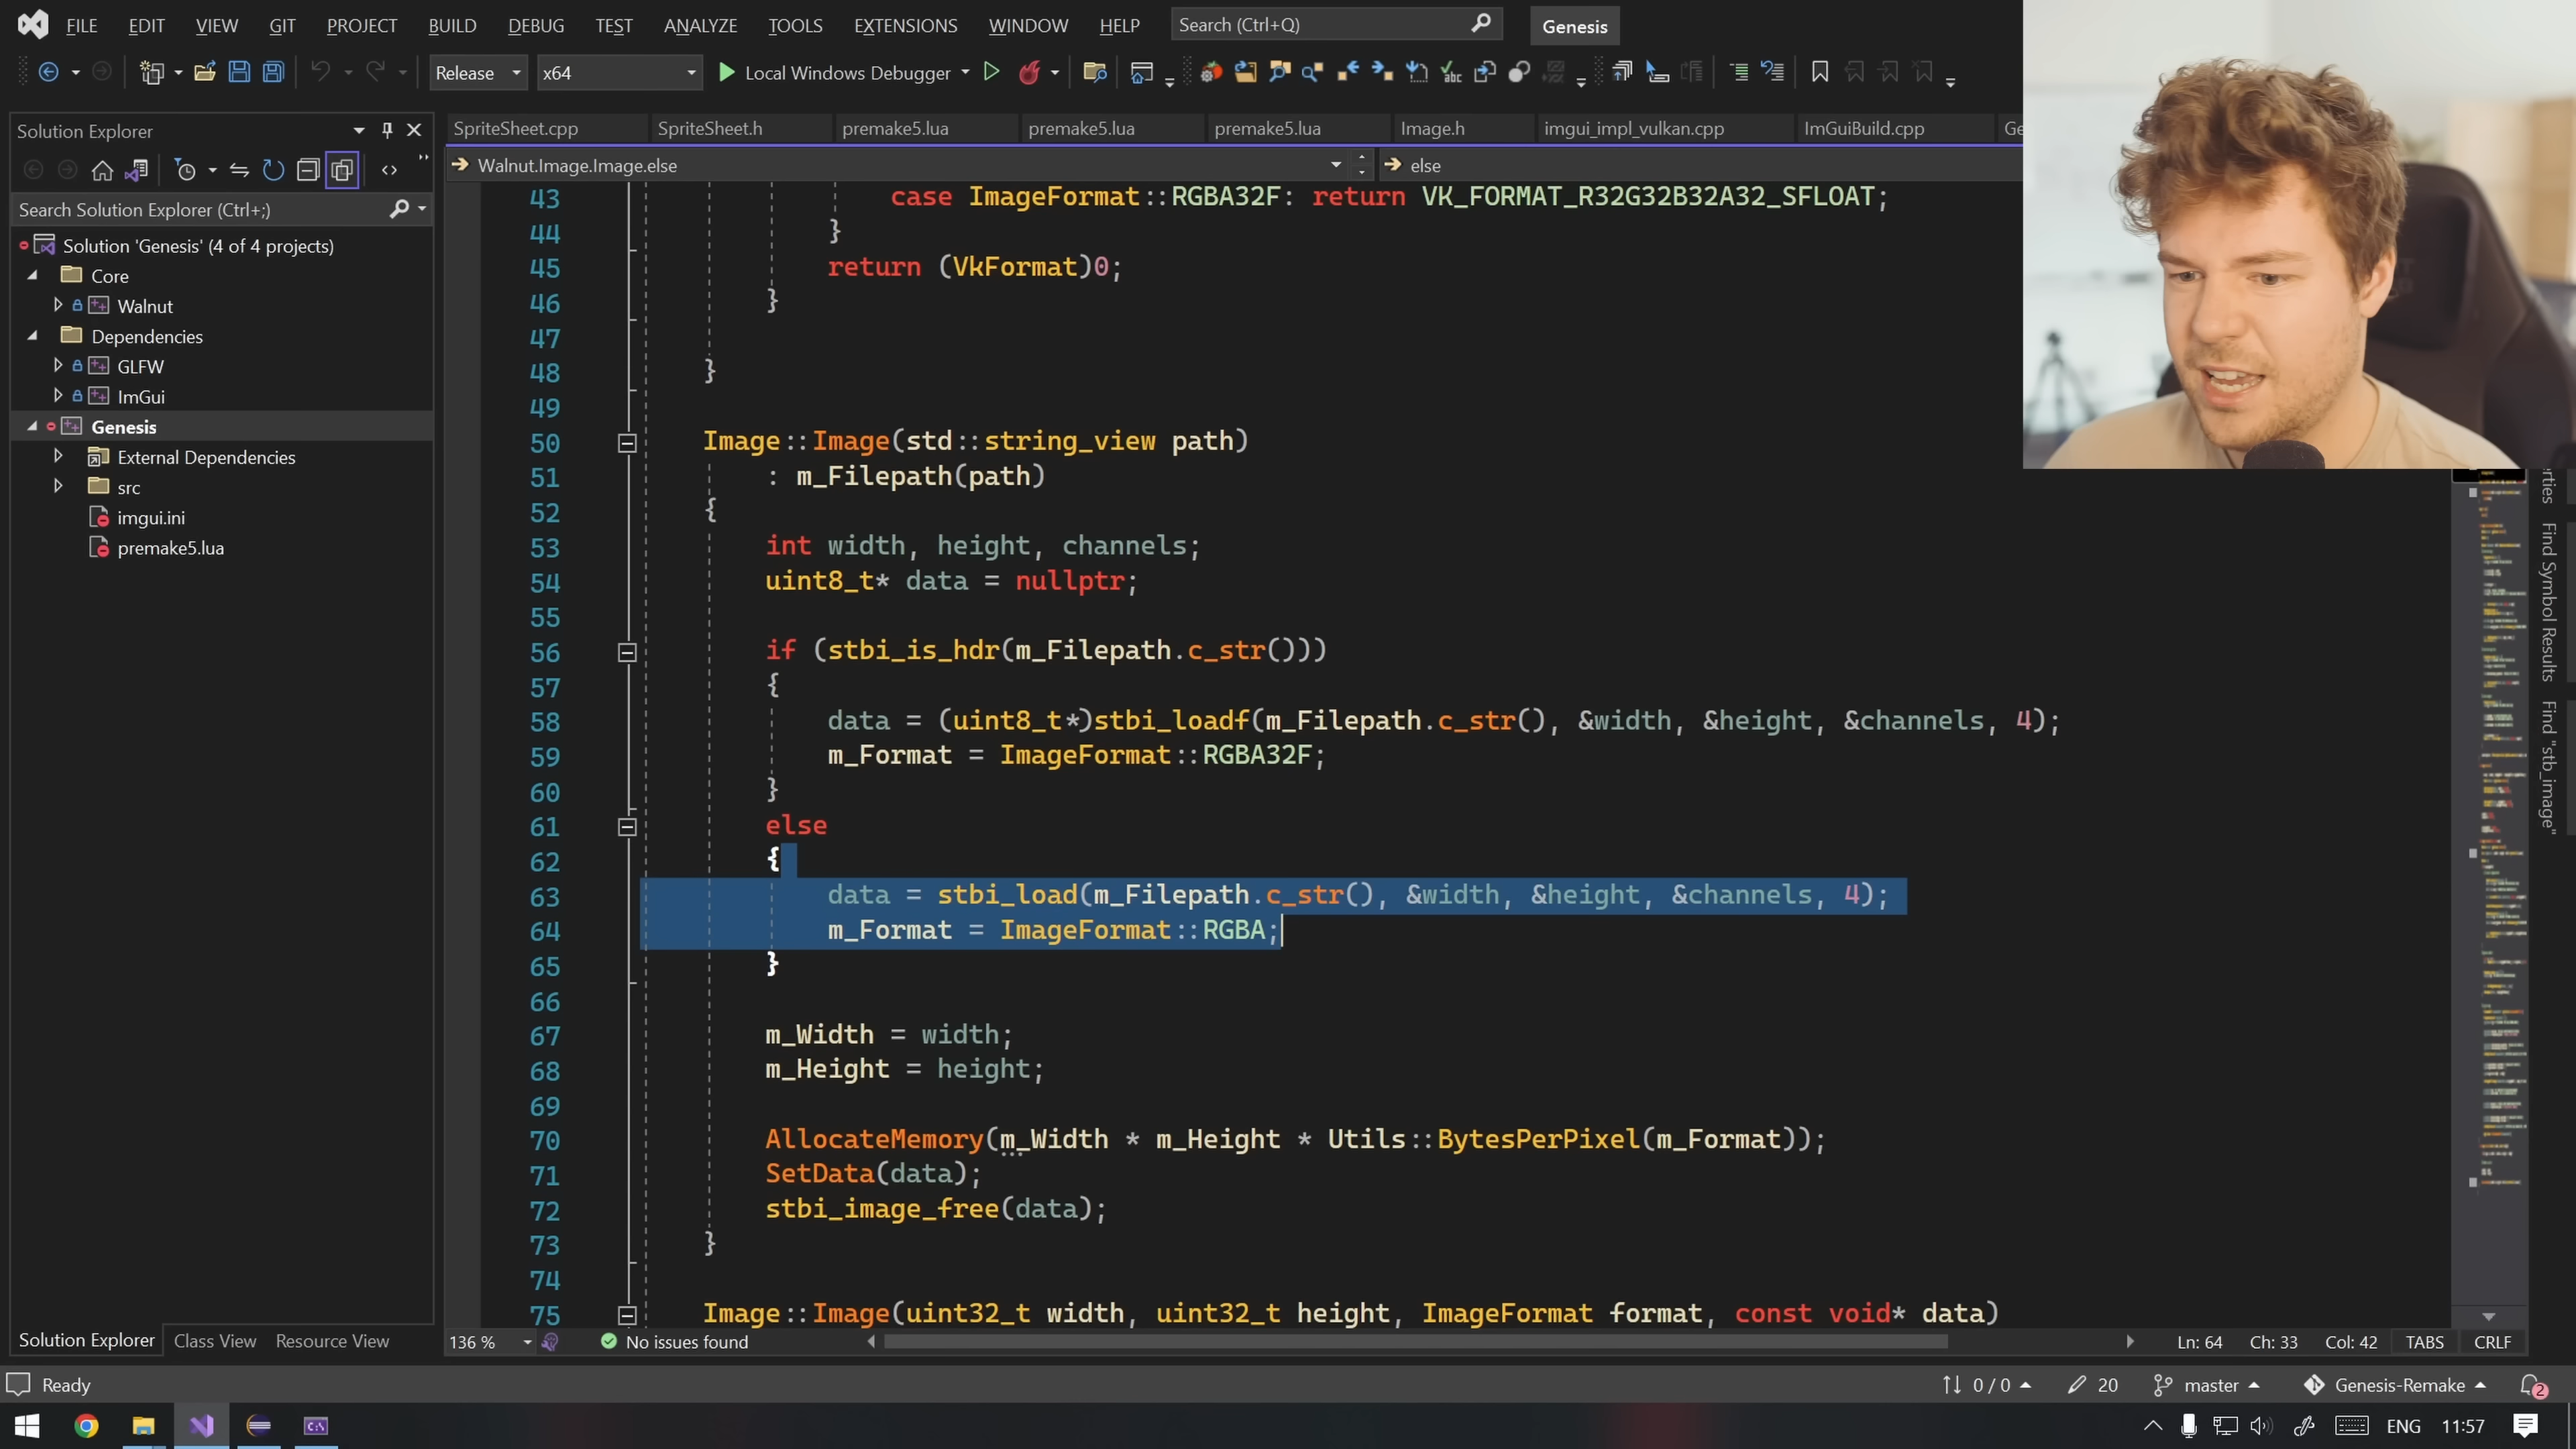 FILE EDIT VIEW GIT PROJECT BUILD DEBUG TEST ANALYZE TOOLS EXTENSIONS WINDOW HELP Search (Ctrl+Q) Genesis
Release x64 Local Windows Debugger
Solution Explorer
Search Solution Explorer (Ctrl+;)
Solution 'Genesis' (4 of 4 projects)
Core
Walnut
Dependencies
GLFW
ImGui
Genesis
External Dependencies
src
imgui.ini
premake5.lua
Solution Explorer Class View Resource View
SpriteSheet.cpp SpriteSheet.h premake5.lua premake5.lua premake5.lua Image.h imgui_impl_vulkan.cpp ImGuiBuild.cpp Ge
Walnut.Image.Image.else else
43 case ImageFormat::RGBA32F: return VK_FORMAT_R32G32B32A32_SFLOAT;
44 }
45 return (VkFormat)0;
46 }
47
48 }
49
50 Image::Image(std::string_view path)
51 : m_Filepath(path)
52 {
53 int width, height, channels;
54 uint8_t* data = nullptr;
55
56 if (stbi_is_hdr(m_Filepath.c_str()))
57 {
58 data = (uint8_t*)stbi_loadf(m_Filepath.c_str(), &width, &height, &channels, 4);
59 m_Format = ImageFormat::RGBA32F;
60 }
61 else
62 {
63 data = stbi_load(m_Filepath.c_str(), &width, &height, &channels, 4);
64 m_Format = ImageFormat::RGBA;
65 }
66
67 m_Width = width;
68 m_Height = height;
69
70 AllocateMemory(m_Width * m_Height * Utils::BytesPerPixel(m_Format));
71 SetData(data);
72 stbi_image_free(data);
73 }
74
75 Image::Image(uint32_t width, uint32_t height, ImageFormat format, const void* data)
136 % No issues found Ln: 64 Ch: 33 Col: 42 TABS CRLF
erties
Find Symbol Results
Find "stb_image"
Ready 0 / 0 20 master Genesis-Remake 2
ENG 11:57